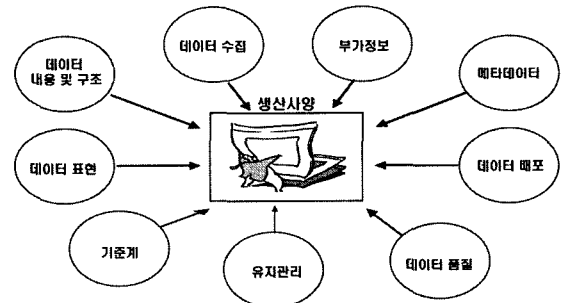 데이터 수집
부가정보
데이터
내용 및 구조
메타데이터
생산사양
데이터 표현
데이터 배포
기준계
유지관리
데이터 품질